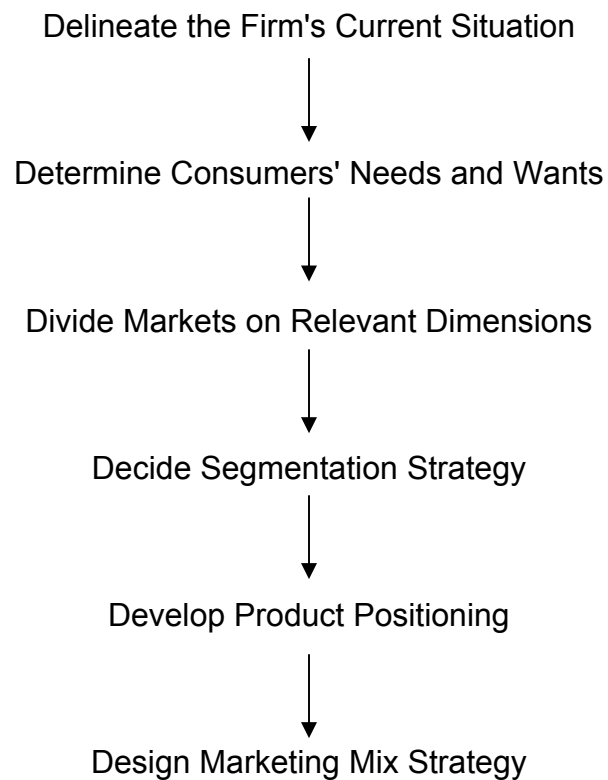 Delineate the Firm's Current Situation
Determine Consumers' Needs and Wants
Divide Markets on Relevant Dimensions
Decide Segmentation Strategy
Develop Product Positioning
Design Marketing Mix Strategy